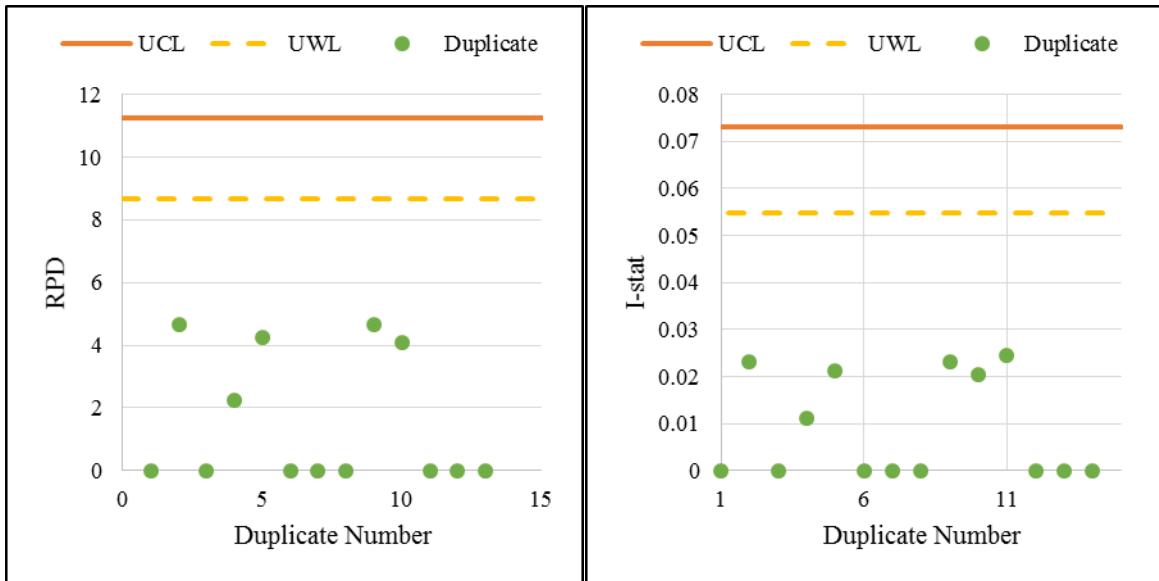 UCL UWL Duplicate
12
10
8
6
4
2
0
RPD
0 5 10 15
Duplicate Number
UCL UWL Duplicate
0.08
0.07
0.06
0.05
0.04
0.03
0.02
0.01
0
I-stat
1 6 11
Duplicate Number